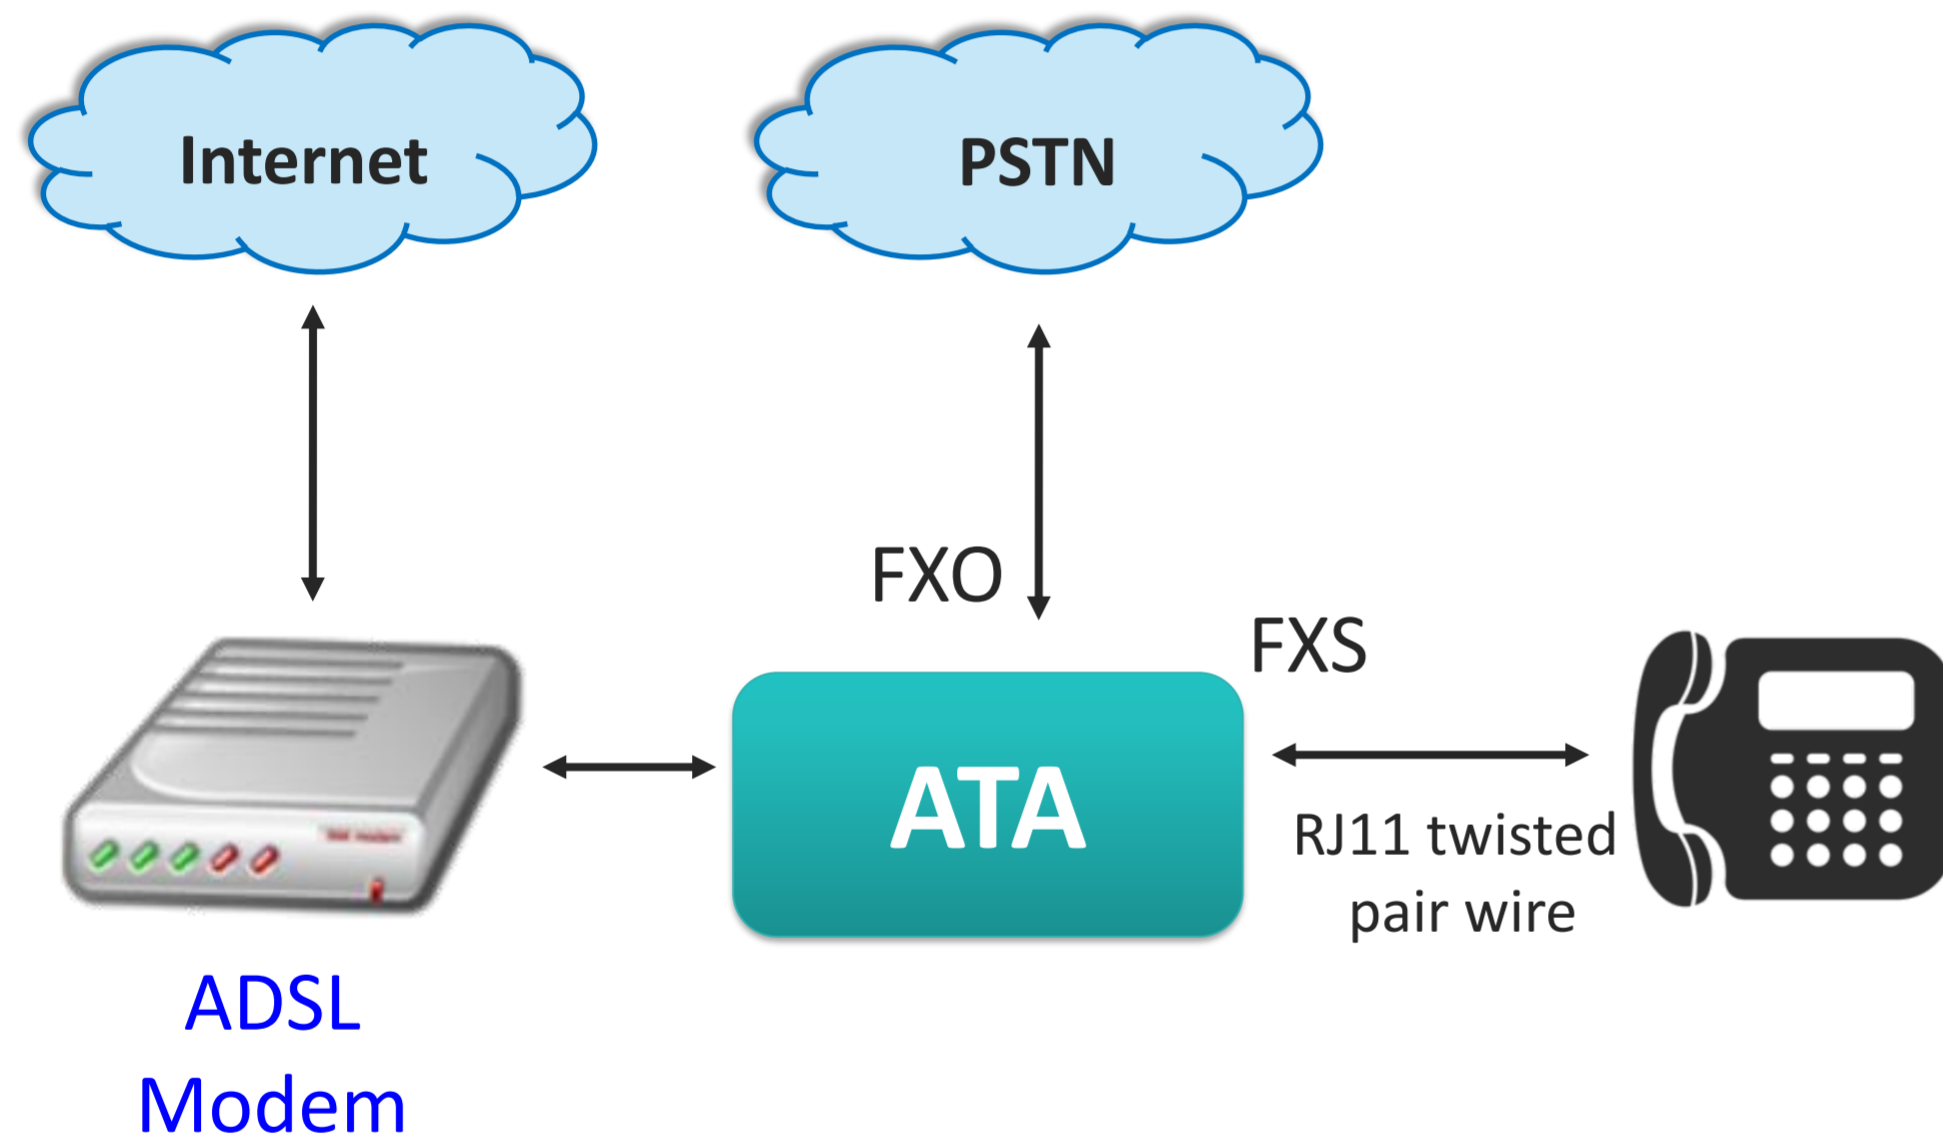 Internet
PSTN
FXO
FXS
ATA
RJ11 twisted
pair wire
ADSL
Modem